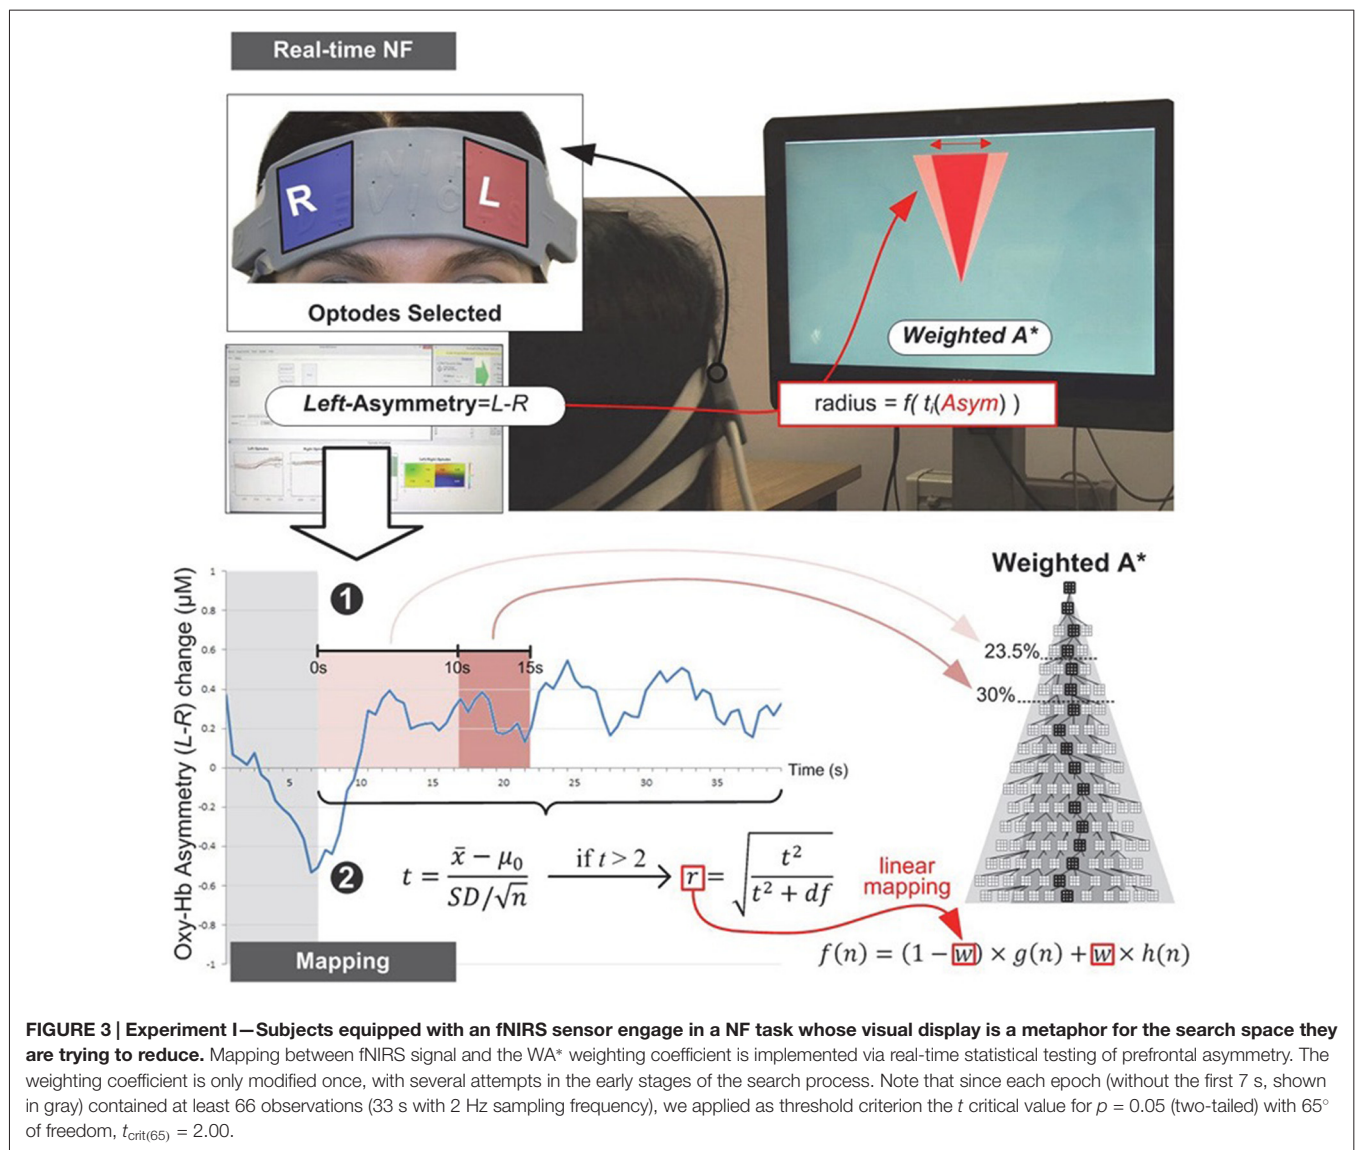 Real-time NF
R
L
Optodes Selected
Weighted A*
Left-Asymmetry=L-R
radius = f( tᵢ(Asym) )
Weighted A*
Oxy-Hb Asymmetry (L-R) change (µM)
1
0.8
0.6
0.4
0.2
0
-0.2
-0.4
-0.6
-0.8
-1
1
0s
10s
15s
5
10
15
20
25
30
35
Time (s)
23.5%
30%
2
t = (x̄ − μ₀) / (SD/√n)
if t > 2
r = √(t² / (t² + df))
linear
mapping
Mapping
f(n) = (1 − w) × g(n) + w × h(n)
FIGURE 3 | Experiment I—Subjects equipped with an fNIRS sensor engage in a NF task whose visual display is a metaphor for the search space they
are trying to reduce. Mapping between fNIRS signal and the WA* weighting coefficient is implemented via real-time statistical testing of prefrontal asymmetry. The
weighting coefficient is only modified once, with several attempts in the early stages of the search process. Note that since each epoch (without the first 7 s, shown
in gray) contained at least 66 observations (33 s with 2 Hz sampling frequency), we applied as threshold criterion the t critical value for p = 0.05 (two-tailed) with 65°
of freedom, tcrit(65) = 2.00.